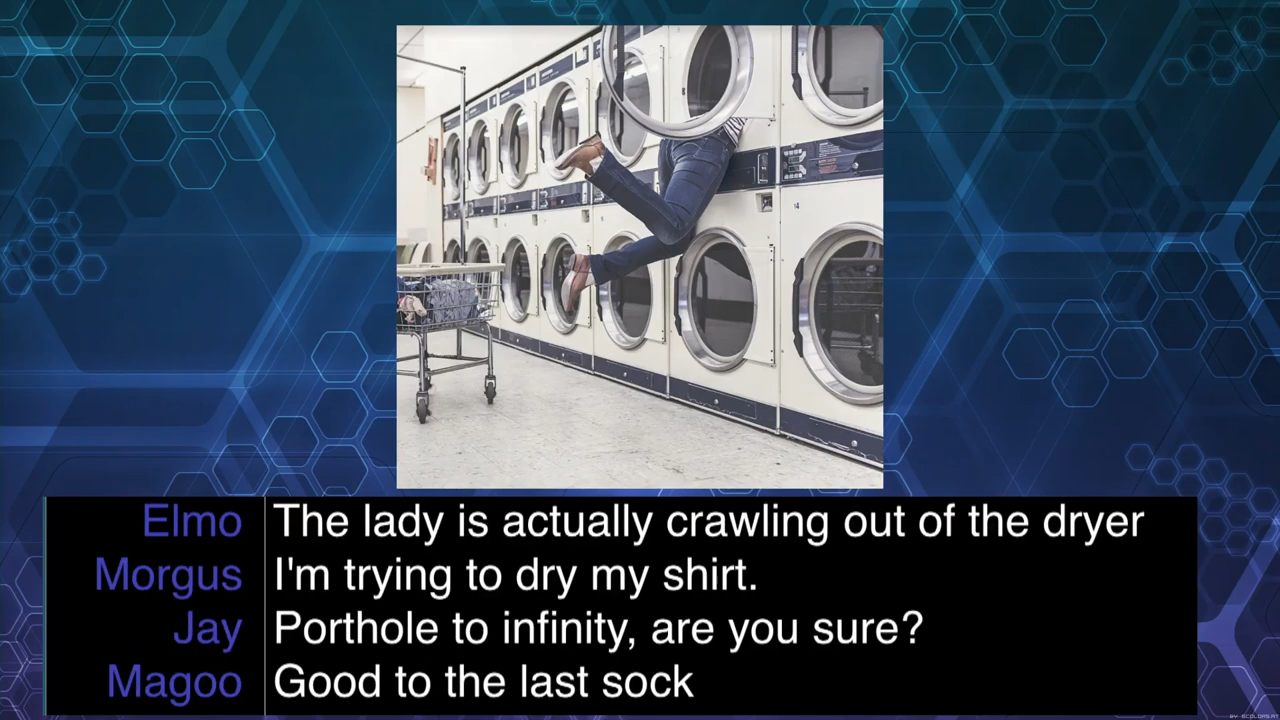 Elmo The lady is actually crawling out of the dryer
Morgus I'm trying to dry my shirt.
Jay Porthole to infinity, are you sure?
Magoo Good to the last sock